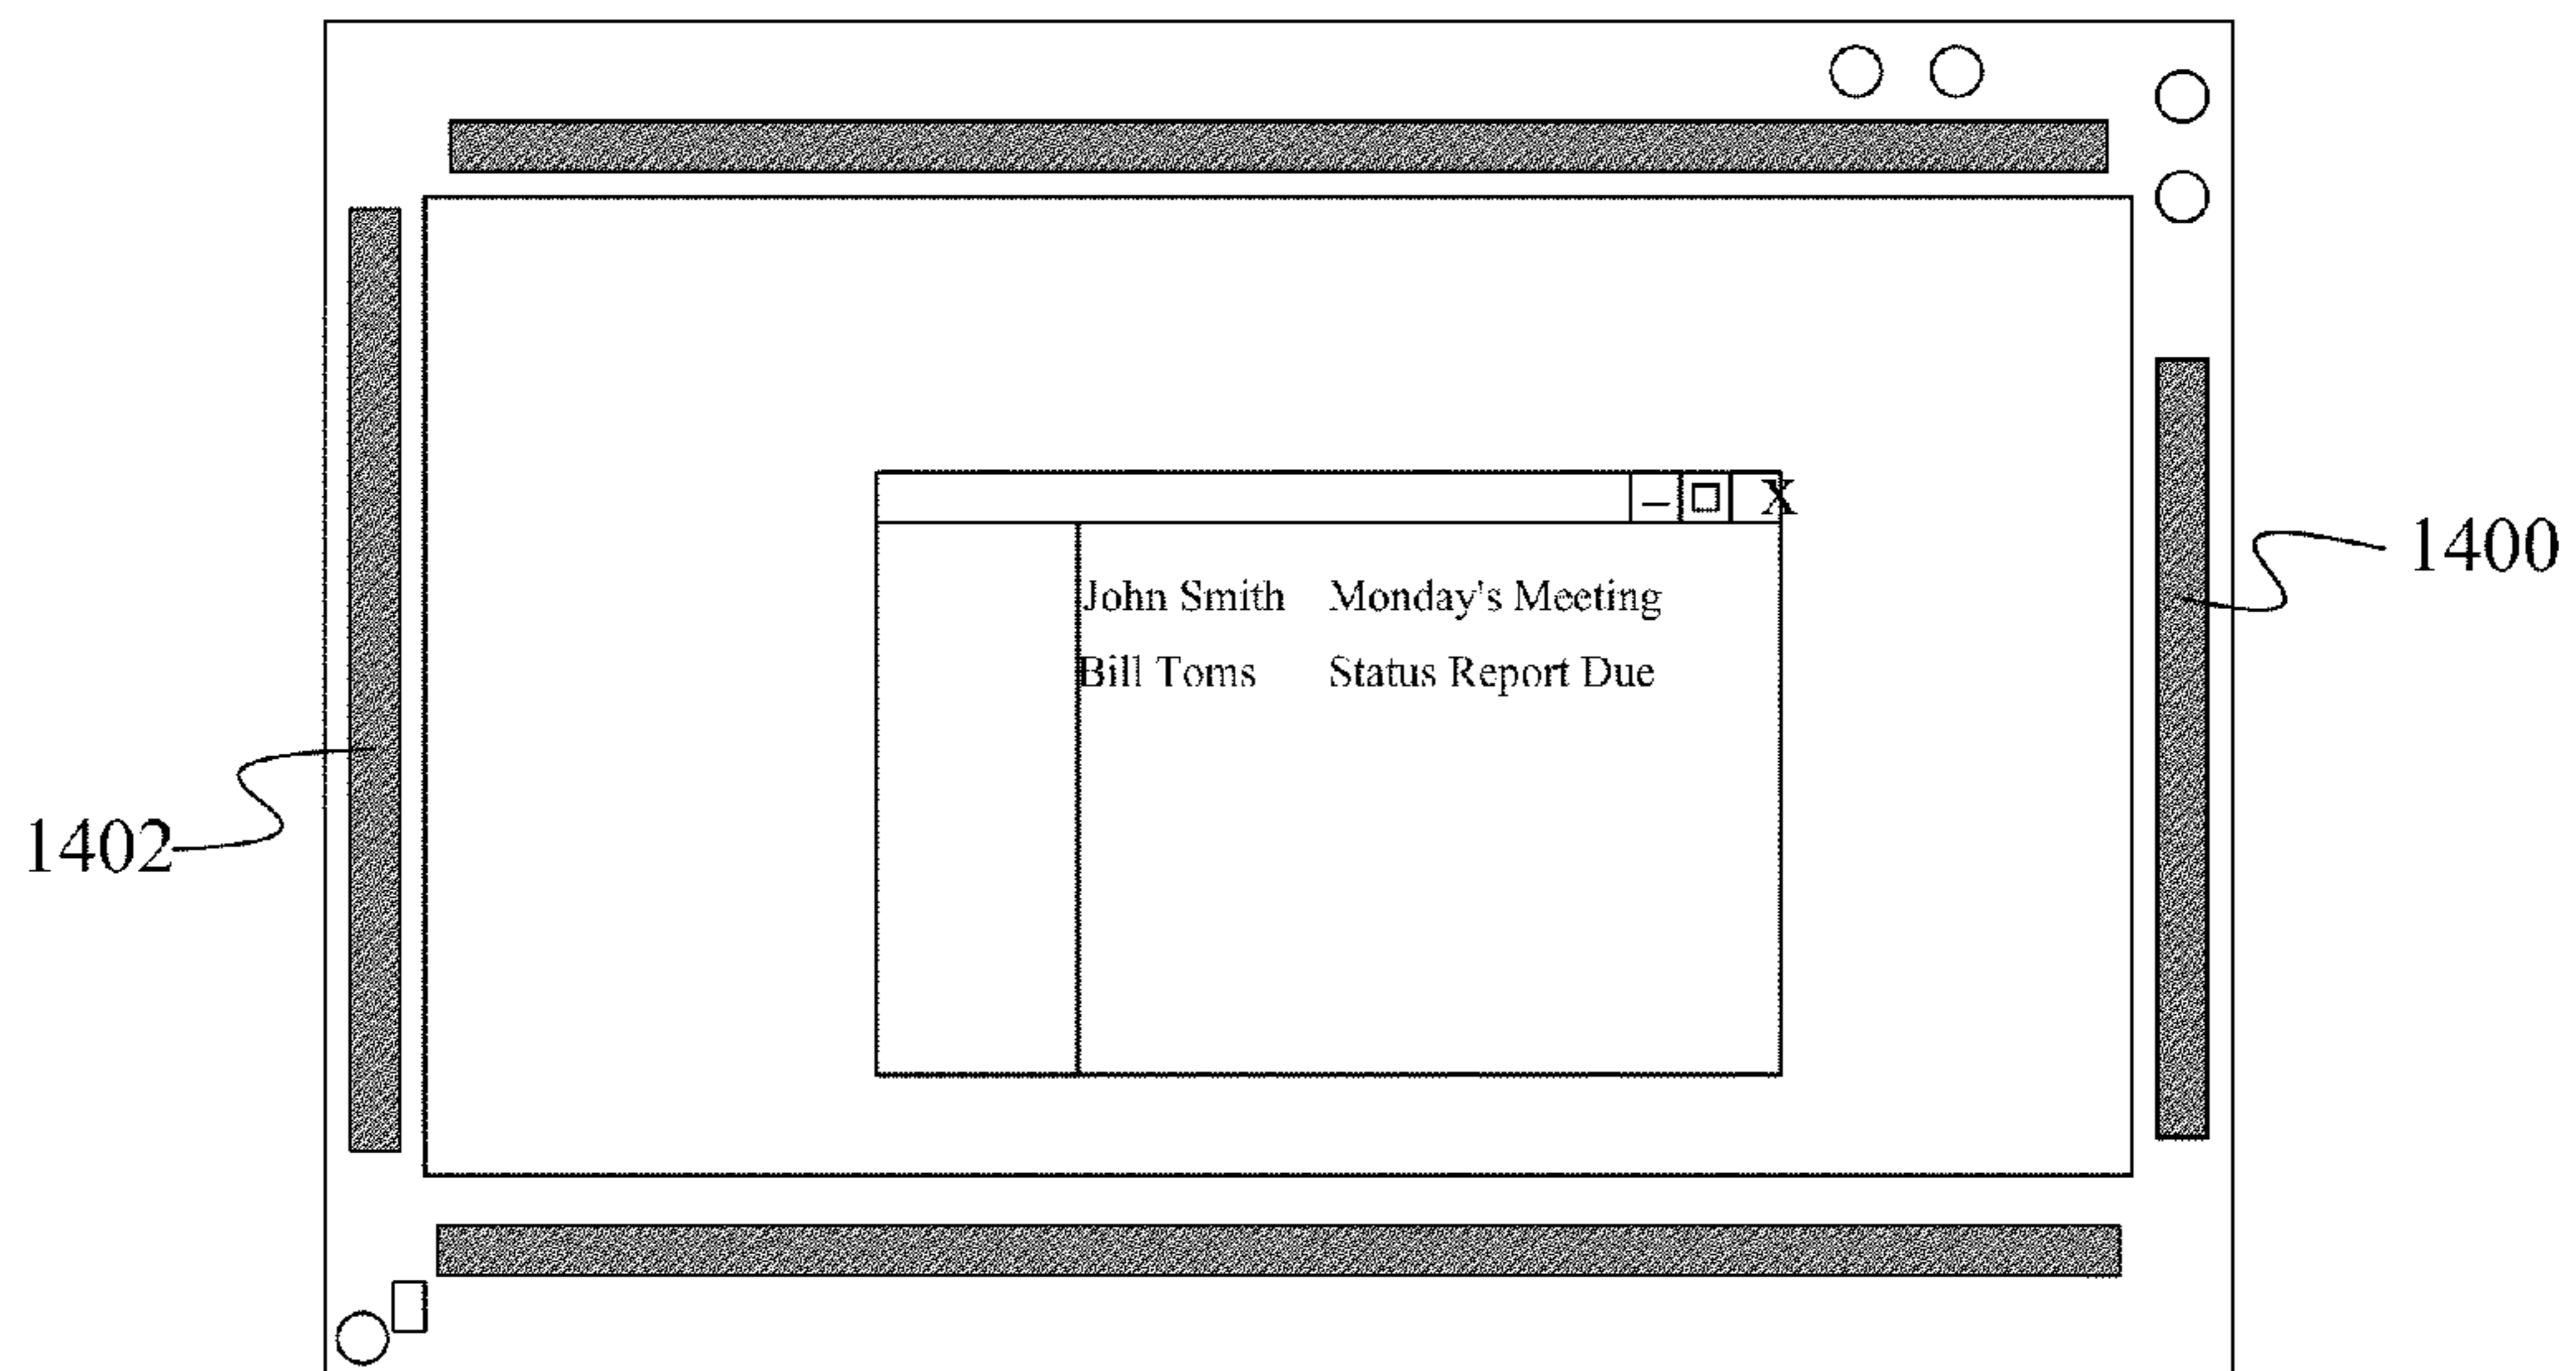 X
John Smith Monday's Meeting
1400
Bill Toms Status Report Due
1402